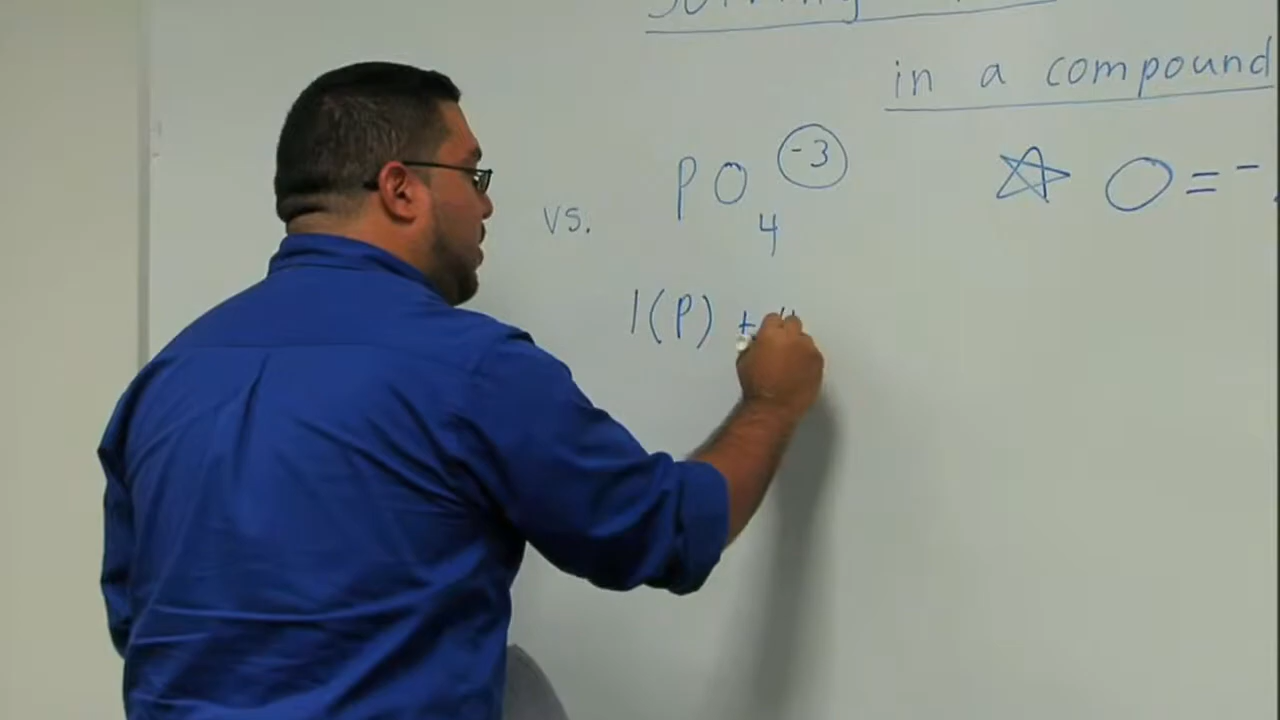 in a compound
vs. PO4 -3
O = -
1(P) +